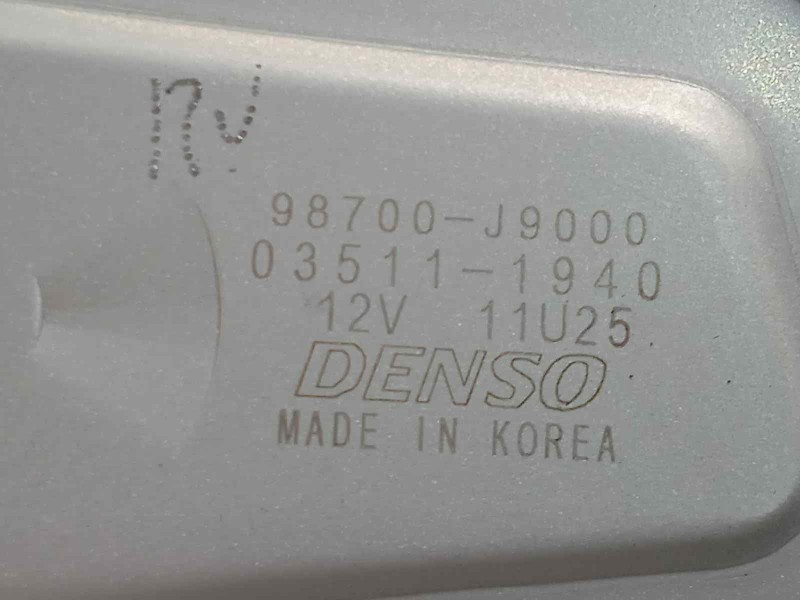 98700-J9000
03511-1940
12V 11U25
DENSO
MADE IN KOREA